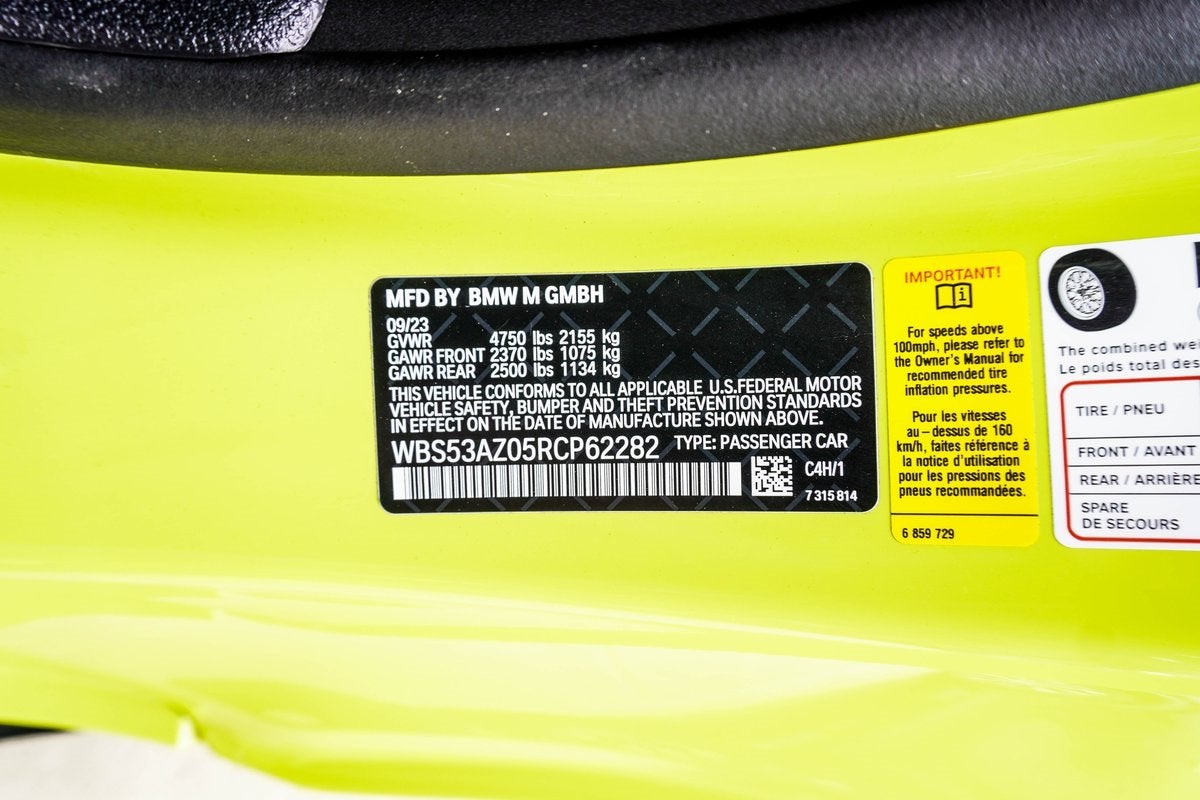 MFD BY BMW M GMBH
09/23
GVWR 4750 lbs 2155 kg
GAWR FRONT 2370 lbs 1075 kg
GAWR REAR 2500 lbs 1134 kg
THIS VEHICLE CONFORMS TO ALL APPLICABLE U.S.FEDERAL MOTOR
VEHICLE SAFETY, BUMPER AND THEFT PREVENTION STANDARDS
IN EFFECT ON THE DATE OF MANUFACTURE SHOWN ABOVE.
WBS53AZ05RCP62282 TYPE: PASSENGER CAR
C4H/1
7 315 814
IMPORTANT!
For speeds above
100mph, please refer to
the Owner's Manual for
recommended tire
inflation pressures.
Pour les vitesses
au-dessus de 160
km/h, faites référence à
la notice d'utilisation
pour les pressions des
pneus recommandées.
6 859 729
The combined
Le poids total
TIRE / PNEU
FRONT / AVANT
REAR / ARRIÈRE
SPARE
DE SECOURS